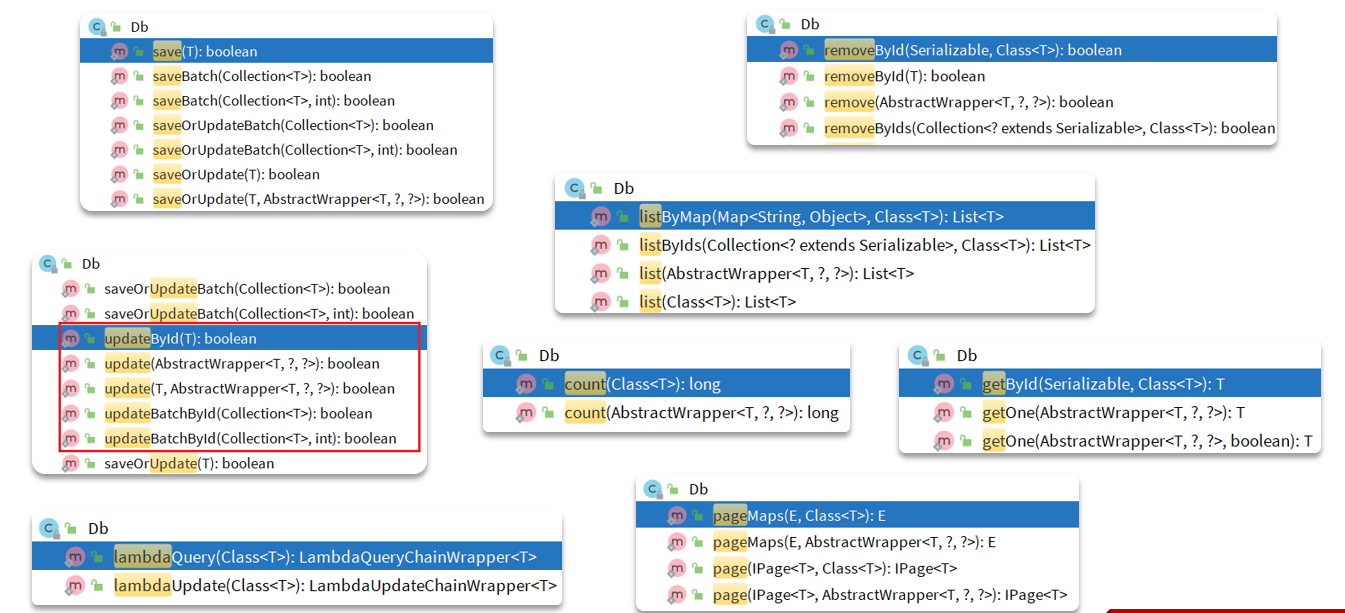 Db
save(T): boolean
saveBatch(Collection<T>): boolean
saveBatch(Collection<T>, int): boolean
saveOrUpdateBatch(Collection<T>): boolean
saveOrUpdateBatch(Collection<T>, int): boolean
saveOrUpdate(T): boolean
saveOrUpdate(T, AbstractWrapper<T, ?, ?>): boolean
Db
removeById(Serializable, Class<T>): boolean
removeById(T): boolean
remove(AbstractWrapper<T, ?, ?>): boolean
removeByIds(Collection<? extends Serializable>, Class<T>): boolean
Db
listByMap(Map<String, Object>, Class<T>): List<T>
listByIds(Collection<? extends Serializable>, Class<T>): List<T>
list(AbstractWrapper<T, ?, ?>): List<T>
list(Class<T>): List<T>
Db
saveOrUpdateBatch(Collection<T>): boolean
saveOrUpdateBatch(Collection<T>, int): boolean
updateById(T): boolean
update(AbstractWrapper<T, ?, ?>): boolean
update(T, AbstractWrapper<T, ?, ?>): boolean
updateBatchById(Collection<T>): boolean
updateBatchById(Collection<T>, int): boolean
saveOrUpdate(T): boolean
Db
count(Class<T>): long
count(AbstractWrapper<T, ?, ?>): long
Db
getById(Serializable, Class<T>): T
getOne(AbstractWrapper<T, ?, ?>): T
getOne(AbstractWrapper<T, ?, ?>, boolean): T
Db
lambdaQuery(Class<T>): LambdaQueryChainWrapper<T>
lambdaUpdate(Class<T>): LambdaUpdateChainWrapper<T>
Db
pageMaps(E, Class<T>): E
pageMaps(E, AbstractWrapper<T, ?, ?>): E
page(IPage<T>, Class<T>): IPage<T>
page(IPage<T>, AbstractWrapper<T, ?, ?>): IPage<T>